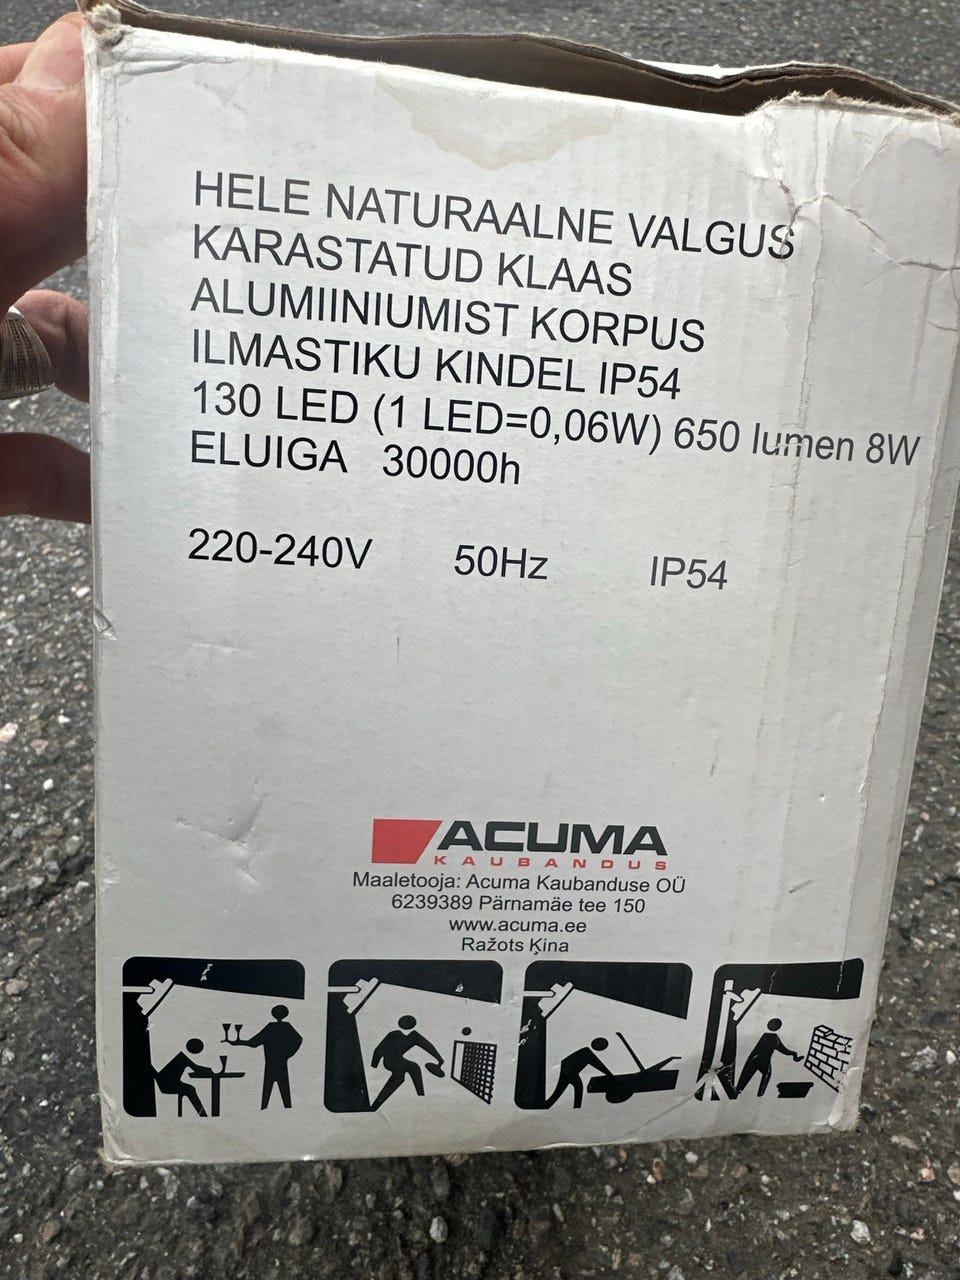 HELE NATURAALNE VALGUS
KARASTATUD KLAAS
ALUMIINIUMIST KORPUS
ILMASTIKU KINDEL IP54
130 LED (1 LED=0,06W) 650 lumen 8W
ELUIGA 30000h
220-240V 50Hz IP54
ACUMA
KAUBANDUS
Maaletooja: Acuma Kaubanduse OÜ
6239389 Pärnamäe tee 150
www.acuma.ee
Ražots Ķina